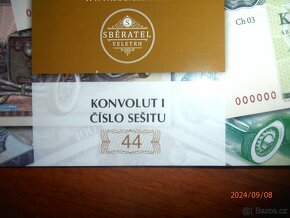 S
SBĚRATEL
VELETRH
Ch 03
K
000000
KONVOLUT I
ČÍSLO SEŠITU
44
2024/09/08
Bazos.cz